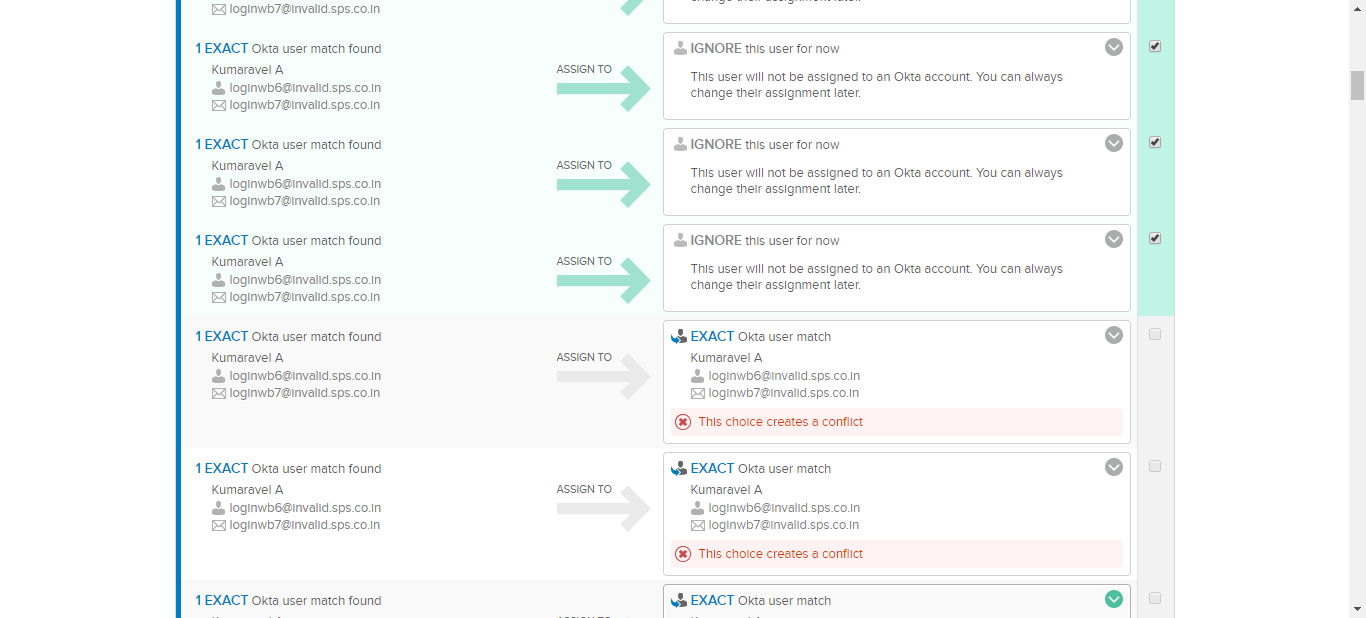 loginwb7@invalid.sps.co.in
1 EXACT Okta user match found
Kumaravel A
loginwb6@invalid.sps.co.in
loginwb7@invalid.sps.co.in
ASSIGN TO
IGNORE this user for now
This user will not be assigned to an Okta account. You can always
change their assignment later.
1 EXACT Okta user match found
Kumaravel A
loginwb6@invalid.sps.co.in
loginwb7@invalid.sps.co.in
ASSIGN TO
IGNORE this user for now
This user will not be assigned to an Okta account. You can always
change their assignment later.
1 EXACT Okta user match found
Kumaravel A
loginwb6@invalid.sps.co.in
loginwb7@invalid.sps.co.in
ASSIGN TO
IGNORE this user for now
This user will not be assigned to an Okta account. You can always
change their assignment later.
1 EXACT Okta user match found
Kumaravel A
loginwb6@invalid.sps.co.in
loginwb7@invalid.sps.co.in
ASSIGN TO
EXACT Okta user match
Kumaravel A
loginwb6@invalid.sps.co.in
loginwb7@invalid.sps.co.in
This choice creates a conflict
1 EXACT Okta user match found
Kumaravel A
loginwb6@invalid.sps.co.in
loginwb7@invalid.sps.co.in
ASSIGN TO
EXACT Okta user match
Kumaravel A
loginwb6@invalid.sps.co.in
loginwb7@invalid.sps.co.in
This choice creates a conflict
1 EXACT Okta user match found
EXACT Okta user match